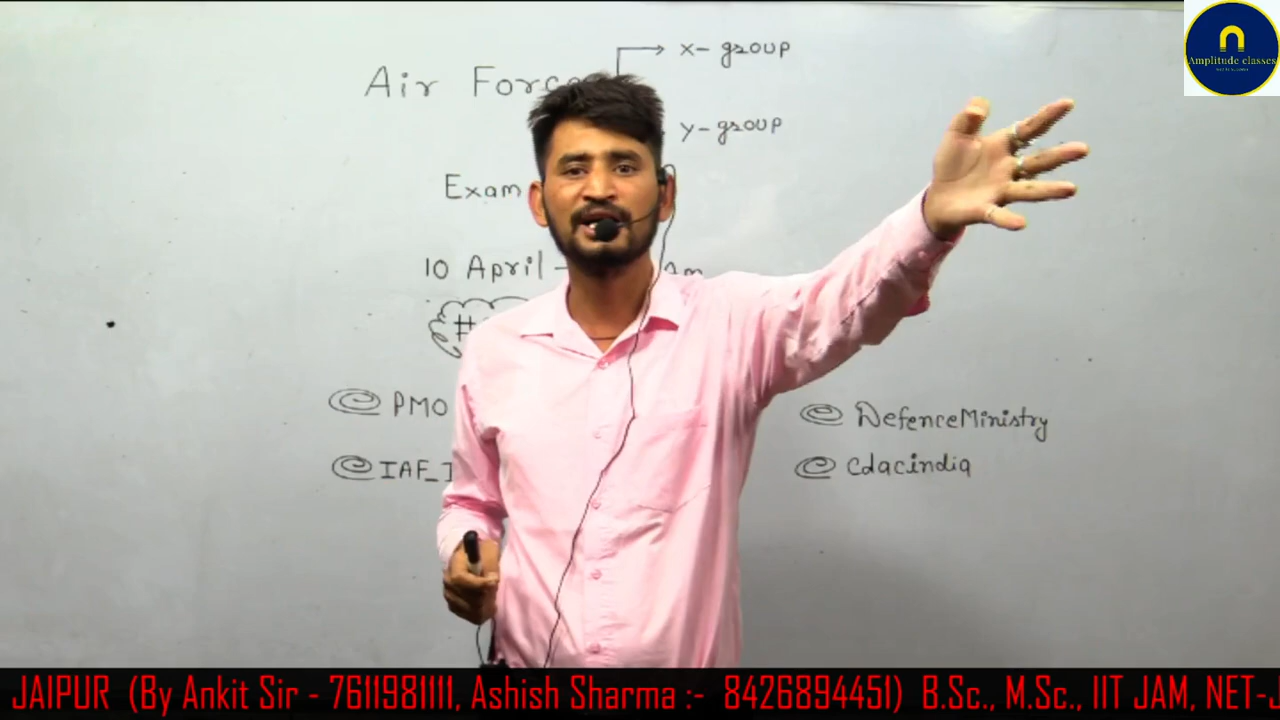 Air Force
x-group
y-group
Exam
10 April -
#
@PMO
@DefenceMinistry
@IAF_I
@cdacindia
Amplitude classes
JAIPUR (By Ankit Sir - 7611981111, Ashish Sharma :- 8426894451) B.Sc., M.Sc., IIT JAM, NET-J